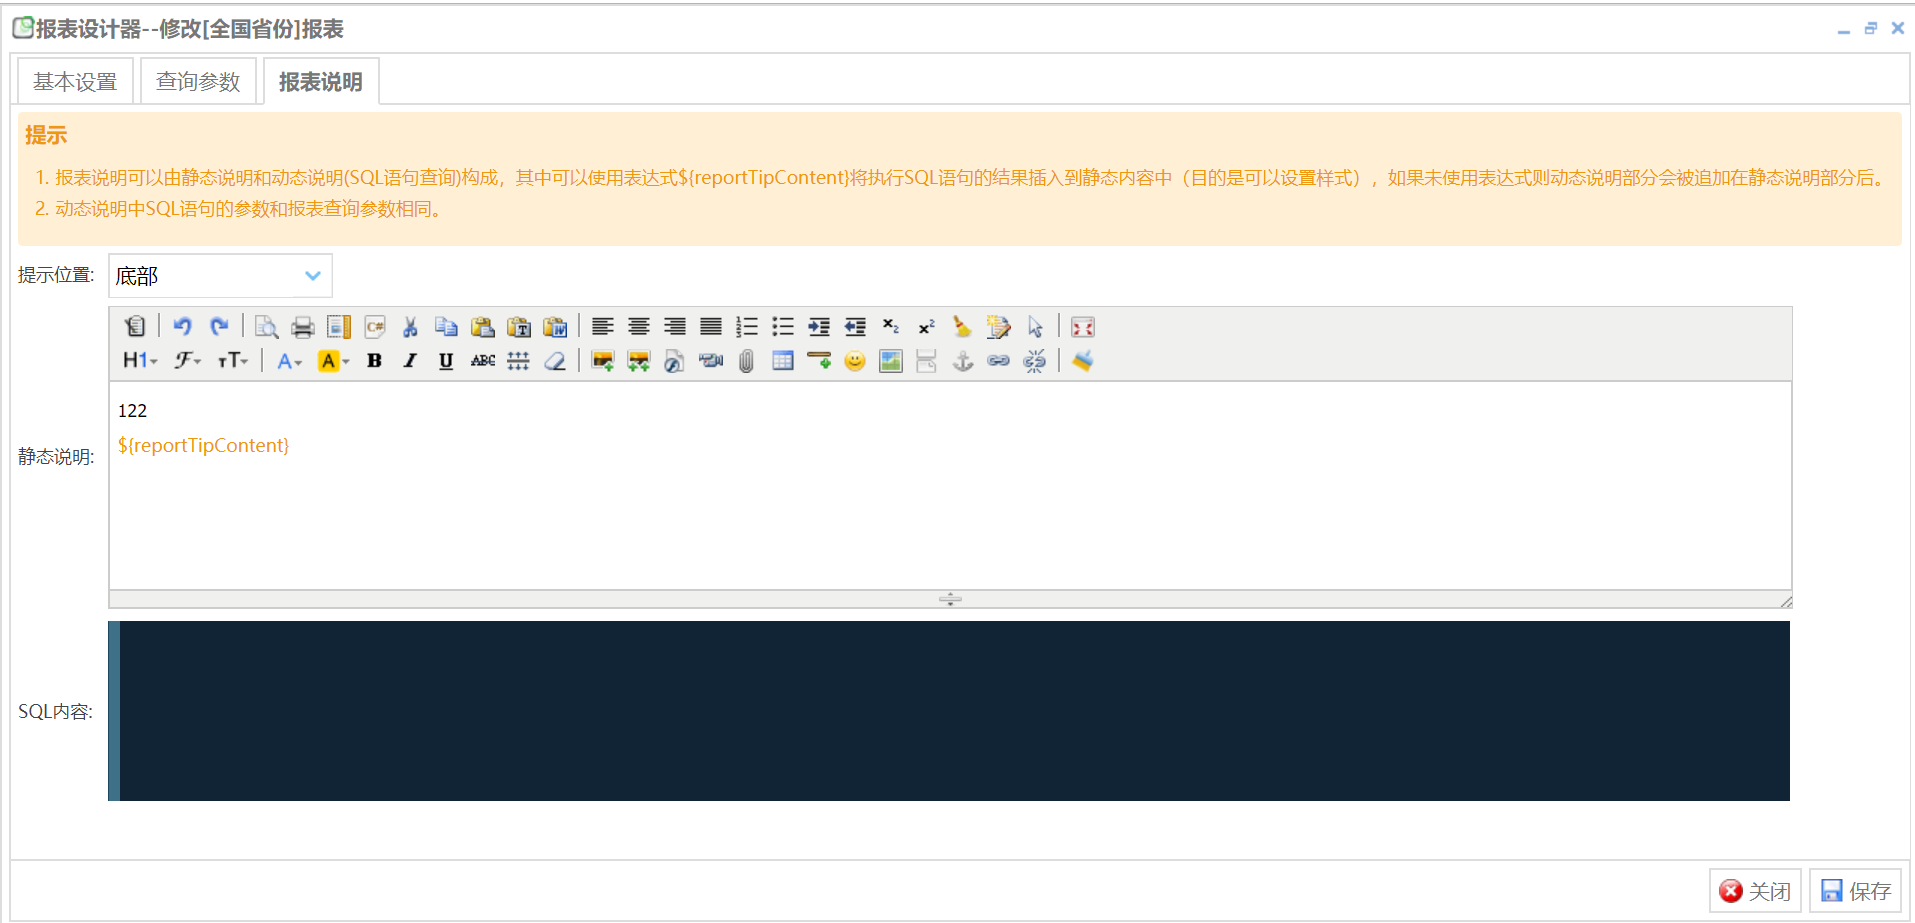 报表设计器--修改[全国省份]报表
基本设置 查询参数 报表说明
提示
1. 报表说明可以由静态说明和动态说明(SQL语句查询)构成，其中可以使用表达式${reportTipContent}将执行SQL语句的结果插入到静态内容中（目的是可以设置样式），如果未使用表达式则动态说明部分会被追加在静态说明部分后。
2. 动态说明中SQL语句的参数和报表查询参数相同。
提示位置: 底部
H1 F TT A A B I U ABC
静态说明:
122
${reportTipContent}
SQL内容:
关闭 保存